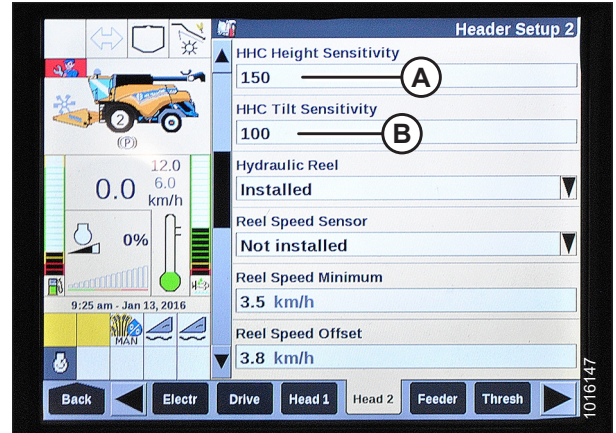 Header Setup 2
HHC Height Sensitivity
150
A
HHC Tilt Sensitivity
100
B
Hydraulic Reel
Installed
Reel Speed Sensor
Not installed
Reel Speed Minimum
3.5 km/h
Reel Speed Offset
3.8 km/h
2
(P)
0.0
12.0
6.0
km/h
0%
9:25 am - Jan 13, 2016
%
MAN
Back
Electr
Drive
Head 1
Head 2
Feeder
Thresh
1016147